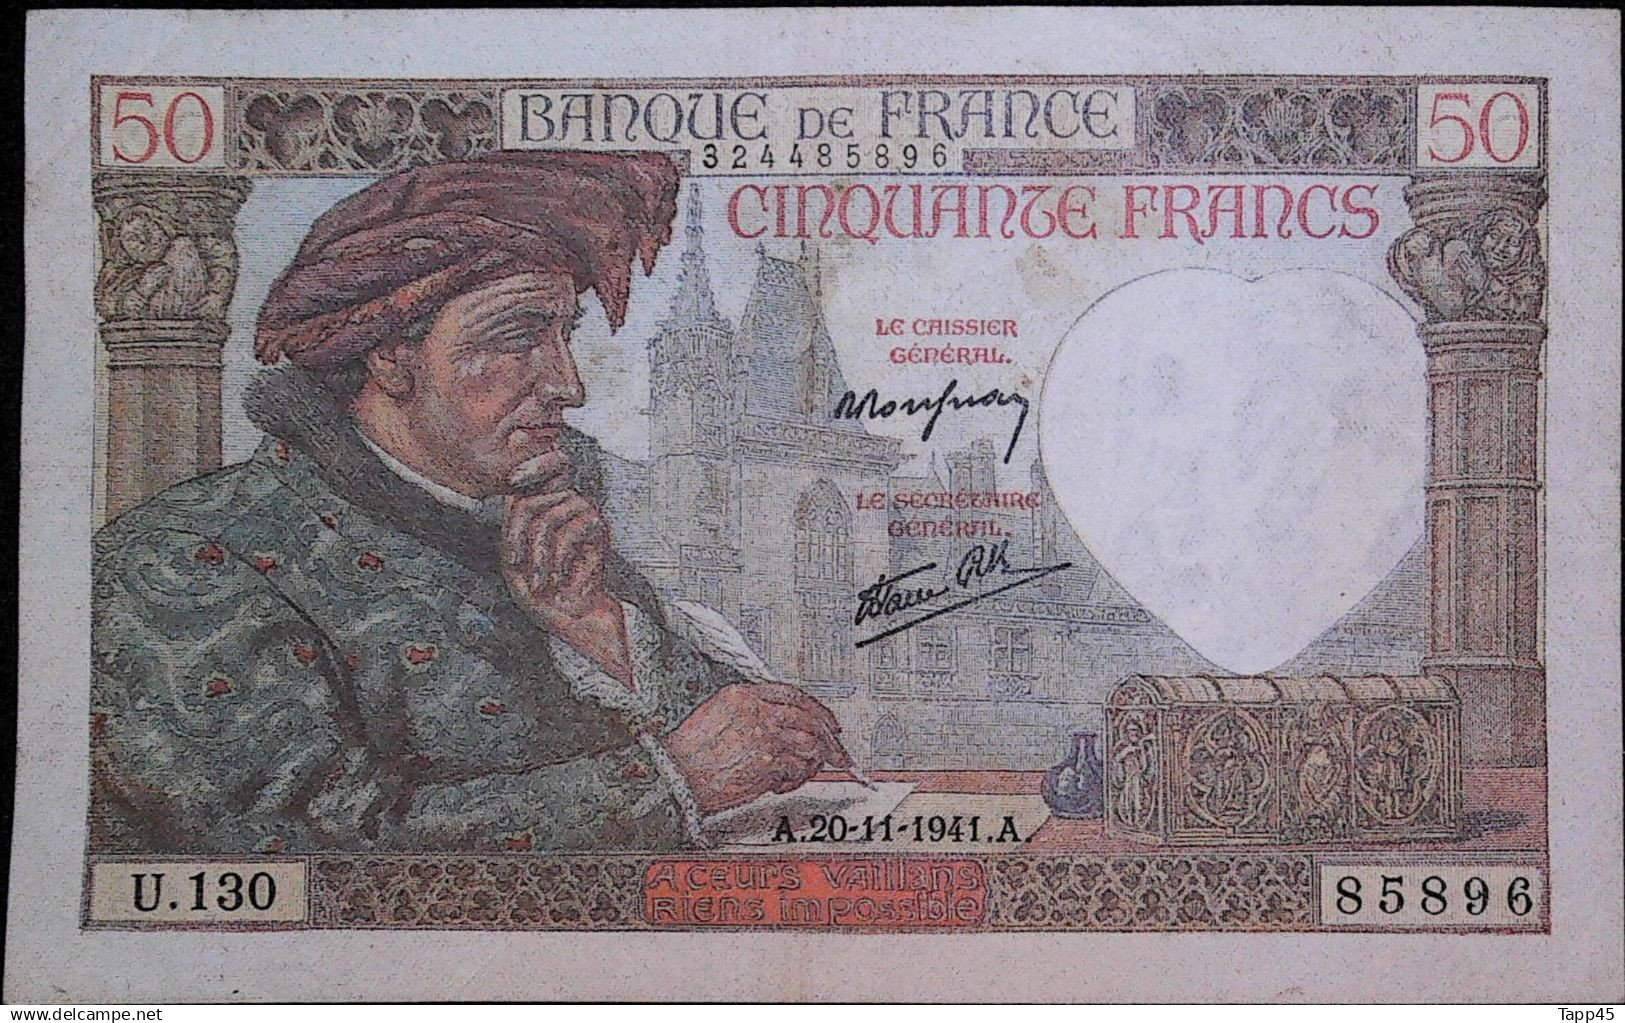 50 BANQUE DE FRANCE 50
324485896
CINQUANTE FRANCS
LE CAISSIER
GÉNÉRAL.
LE SECRÉTAIRE
GÉNÉRAL.
A.20-11-1941.A.
U.130
A CŒURS VAILLANS
RIENS IMPOSSIBLE
85896
delcampe.net
Tapp45